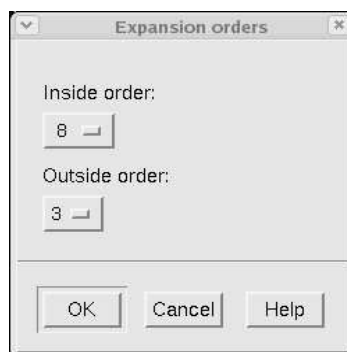 Expansion orders
Inside order:
8
Outside order:
3
OK Cancel Help